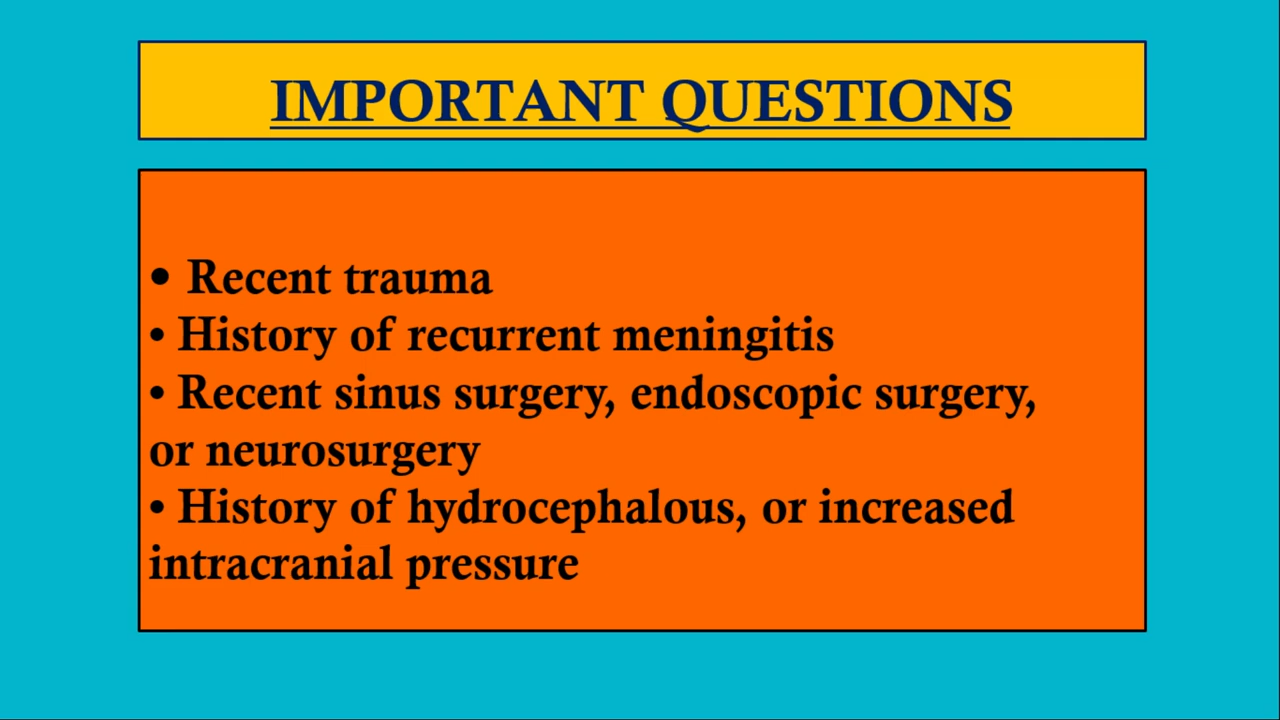 IMPORTANT QUESTIONS
• Recent trauma
• History of recurrent meningitis
• Recent sinus surgery, endoscopic surgery,
or neurosurgery
• History of hydrocephalous, or increased
intracranial pressure